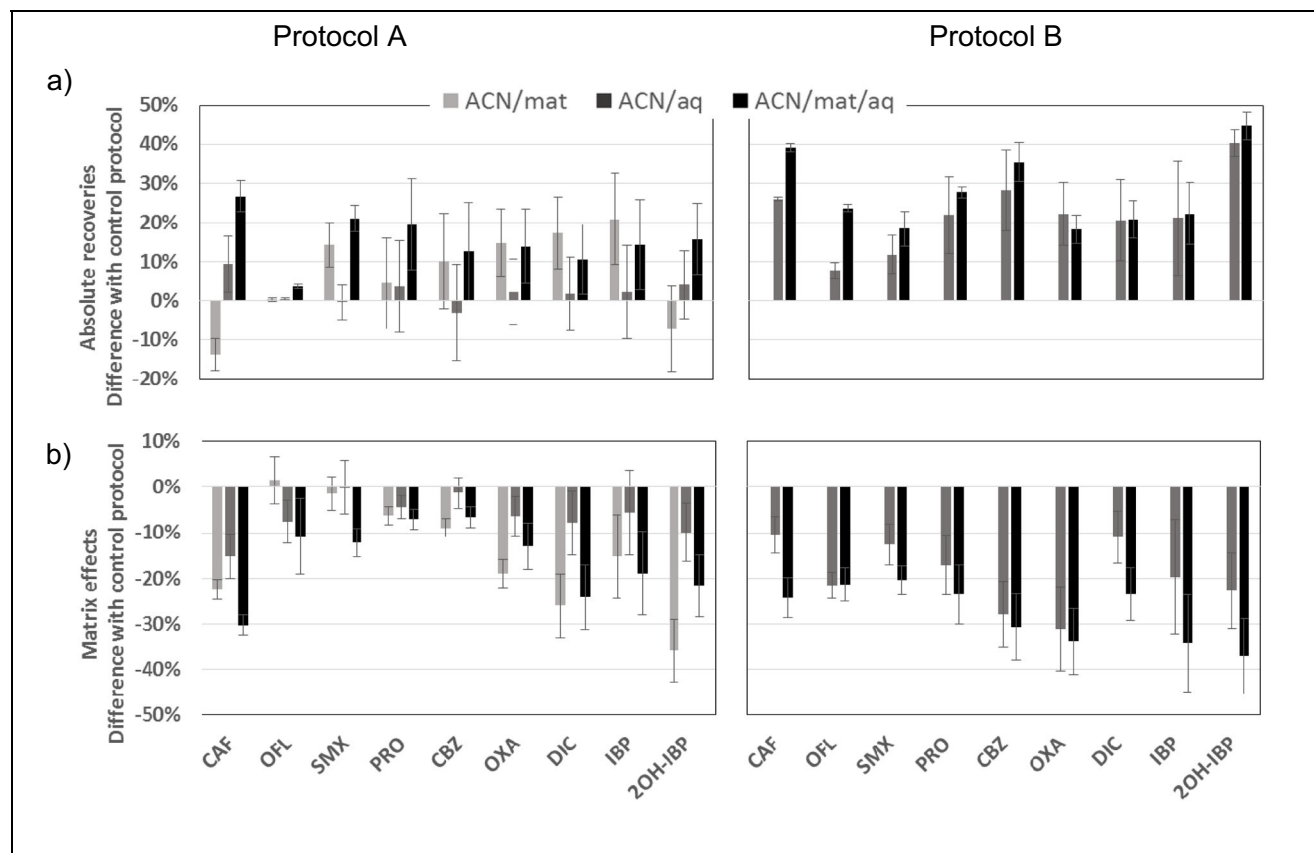 Protocol A
Protocol B
a)
Absolute recoveries
Difference with control protocol
50%
40%
30%
20%
10%
0%
-10%
-20%
ACN/mat ACN/aq ACN/mat/aq
b)
Matrix effects
Difference with control protocol
10%
0%
-10%
-20%
-30%
-40%
-50%
CAF OFL SMX PRO CBZ OXA DIC IBP 2OH-IBP
CAF OFL SMX PRO CBZ OXA DIC IBP 2OH-IBP